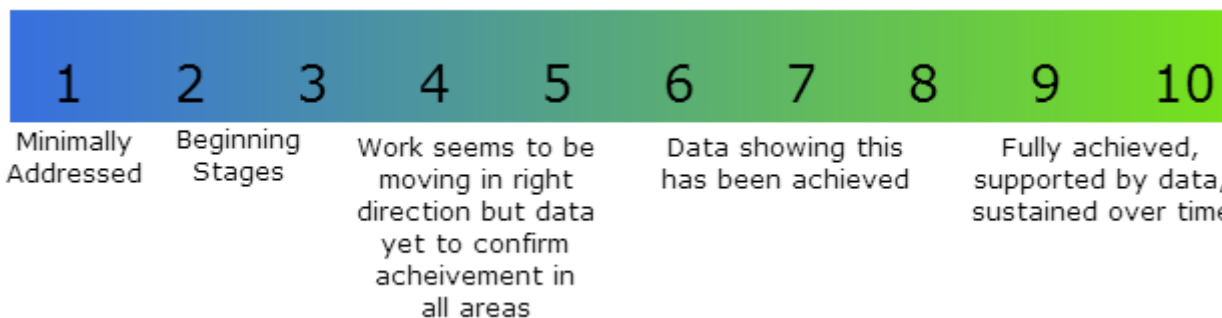 1 2 3 4 5 6 7 8 9 10
Minimally
Addressed
Beginning
Stages
Work seems to be
moving in right
direction but data
yet to confirm
acheivement in
all areas
Data showing this
has been achieved
Fully achieved,
supported by data,
sustained over time